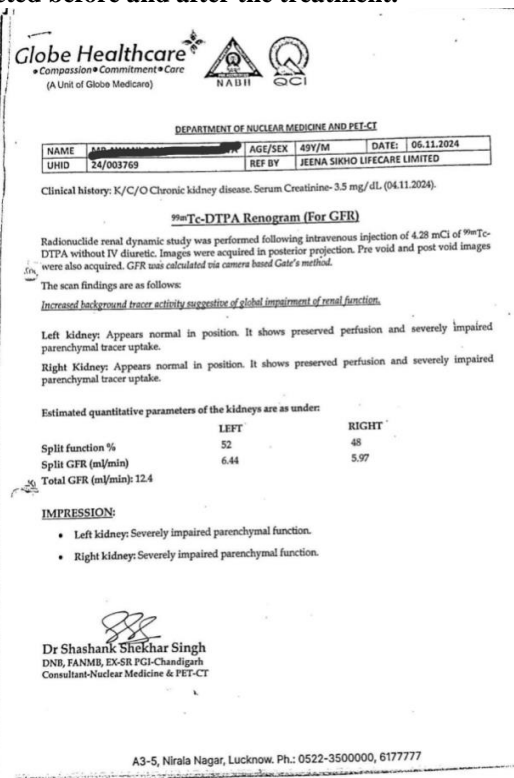 cted before and after the treatment.
Globe Healthcare
• Compassion • Commitment • Care
(A Unit of Globe Medicare)
NABH
QCI
DEPARTMENT OF NUCLEAR MEDICINE AND PET-CT
NAME AGE/SEX 49Y/M DATE: 06.11.2024
UHID 24/003769 REF BY JEENA SIKHO LIFECARE LIMITED
Clinical history: K/C/O Chronic kidney disease. Serum Creatinine- 3.5 mg/dL (04.11.2024).
99mTc-DTPA Renogram (For GFR)
Radionuclide renal dynamic study was performed following intravenous injection of 4.28 mCi of 99mTc-
DTPA without IV diuretic. Images were acquired in posterior projection. Pre void and post void images
were also acquired. GFR was calculated via camera based Gate's method.
The scan findings are as follows:
Increased background tracer activity suggestive of global impairment of renal function.
Left kidney: Appears normal in position. It shows preserved perfusion and severely impaired
parenchymal tracer uptake.
Right Kidney: Appears normal in position. It shows preserved perfusion and severely impaired
parenchymal tracer uptake.
Estimated quantitative parameters of the kidneys are as under:
LEFT RIGHT
Split function % 52 48
Split GFR (ml/min) 6.44 5.97
Total GFR (ml/min): 12.4
IMPRESSION:
• Left kidney: Severely impaired parenchymal function.
• Right kidney: Severely impaired parenchymal function.
Dr Shashank Shekhar Singh
DNB, FANMB, EX-SR PGI-Chandigarh
Consultant-Nuclear Medicine & PET-CT
A3-5, Nirala Nagar, Lucknow. Ph.: 0522-3500000, 6177777